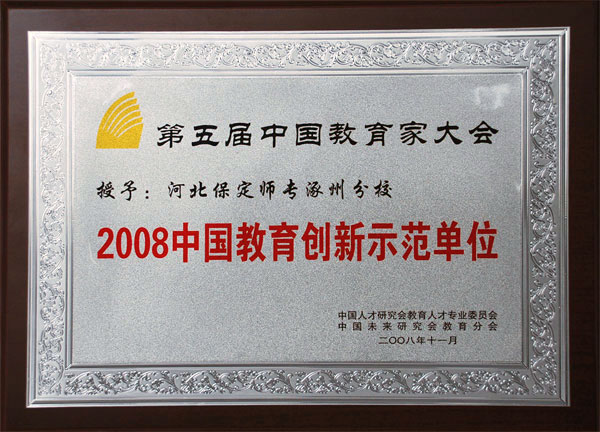 第五届中国教育家大会
授予：河北保定师专涿州分校
2008中国教育创新示范单位
中国人才研究会教育人才专业委员会
中国未来研究会教育分会
二〇〇八年十一月